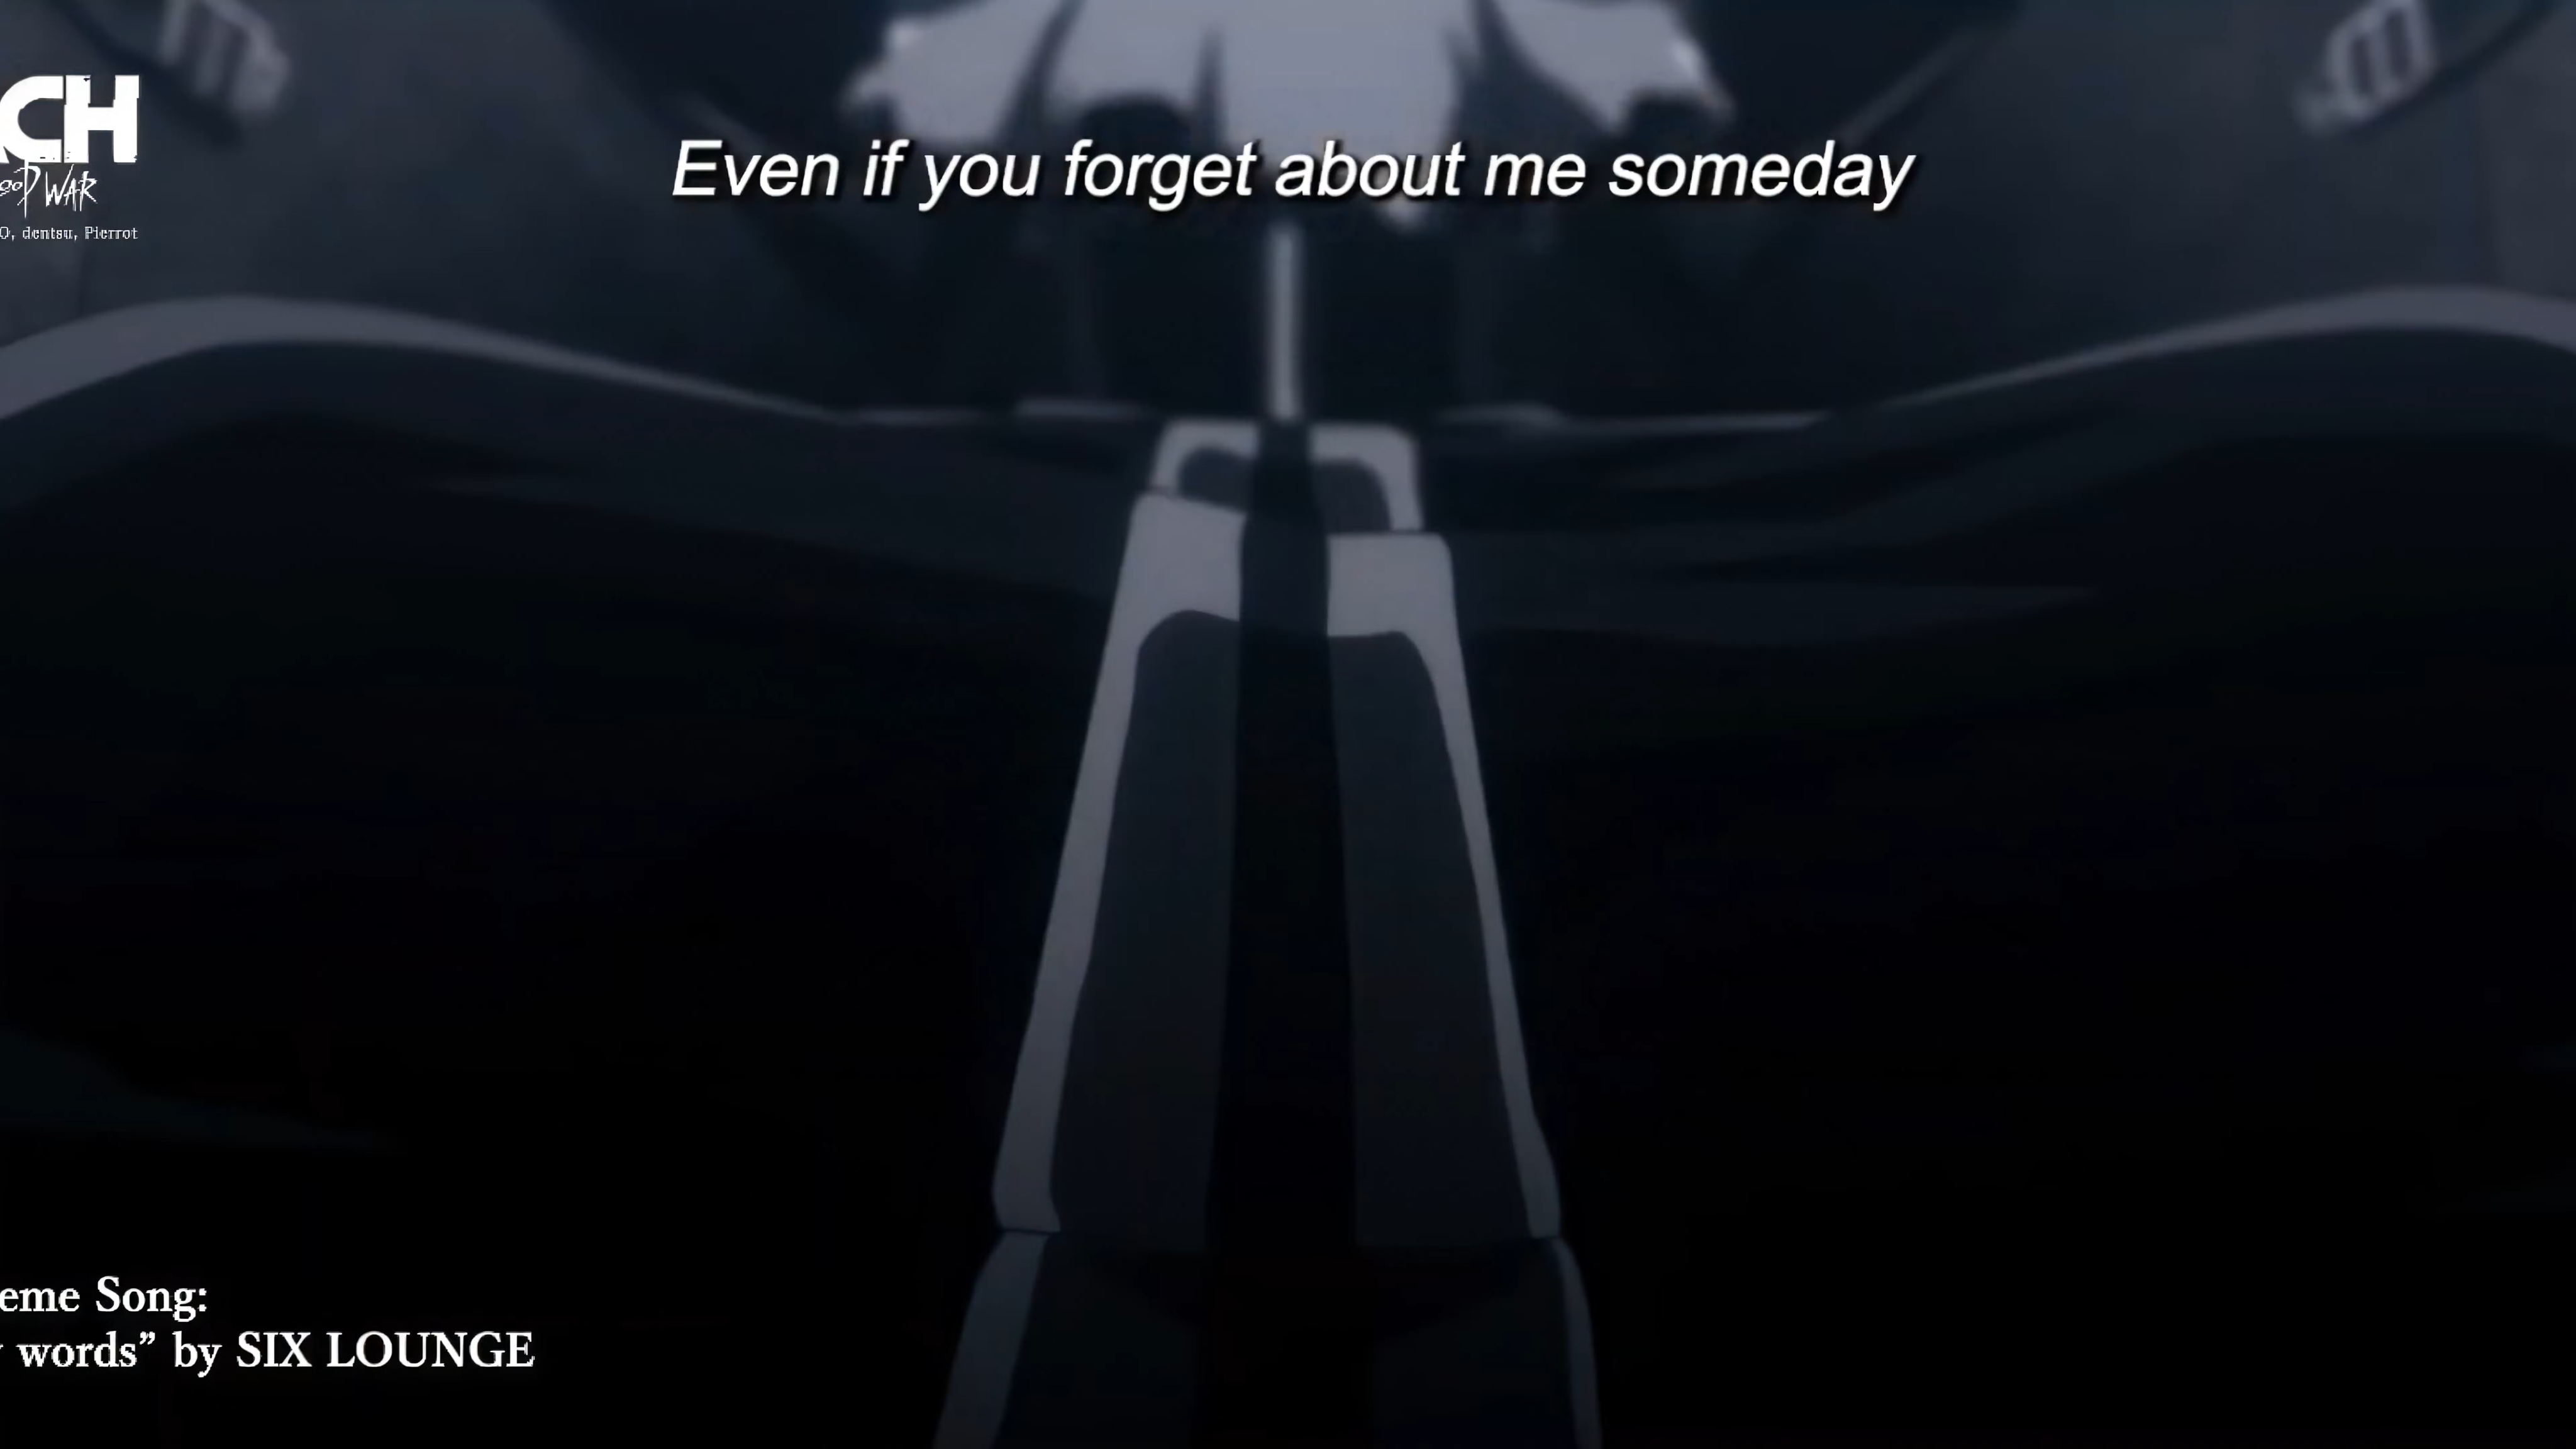 CH
Even if you forget about me someday
WAR
O, dentsu, Pierrot
eme Song:
words” by SIX LOUNGE